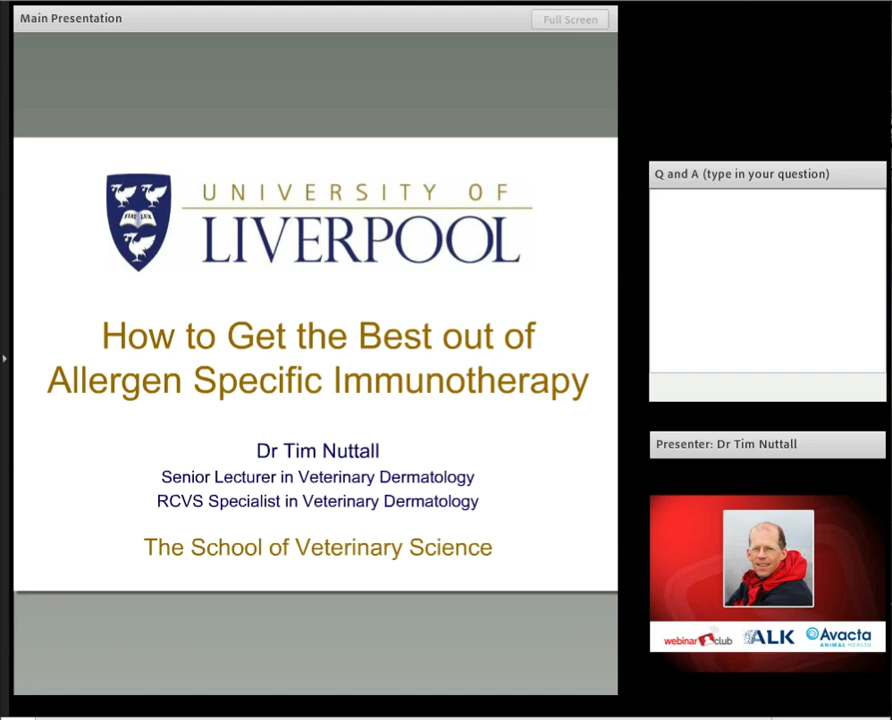 Main Presentation
Full Screen
UNIVERSITY OF
LIVERPOOL
FIAT LUX
How to Get the Best out of
Allergen Specific Immunotherapy
Dr Tim Nuttall
Senior Lecturer in Veterinary Dermatology
RCVS Specialist in Veterinary Dermatology
The School of Veterinary Science
Q and A (type in your question)
Presenter: Dr Tim Nuttall
webinar club
ALK
Avacta
ANIMAL HEALTH